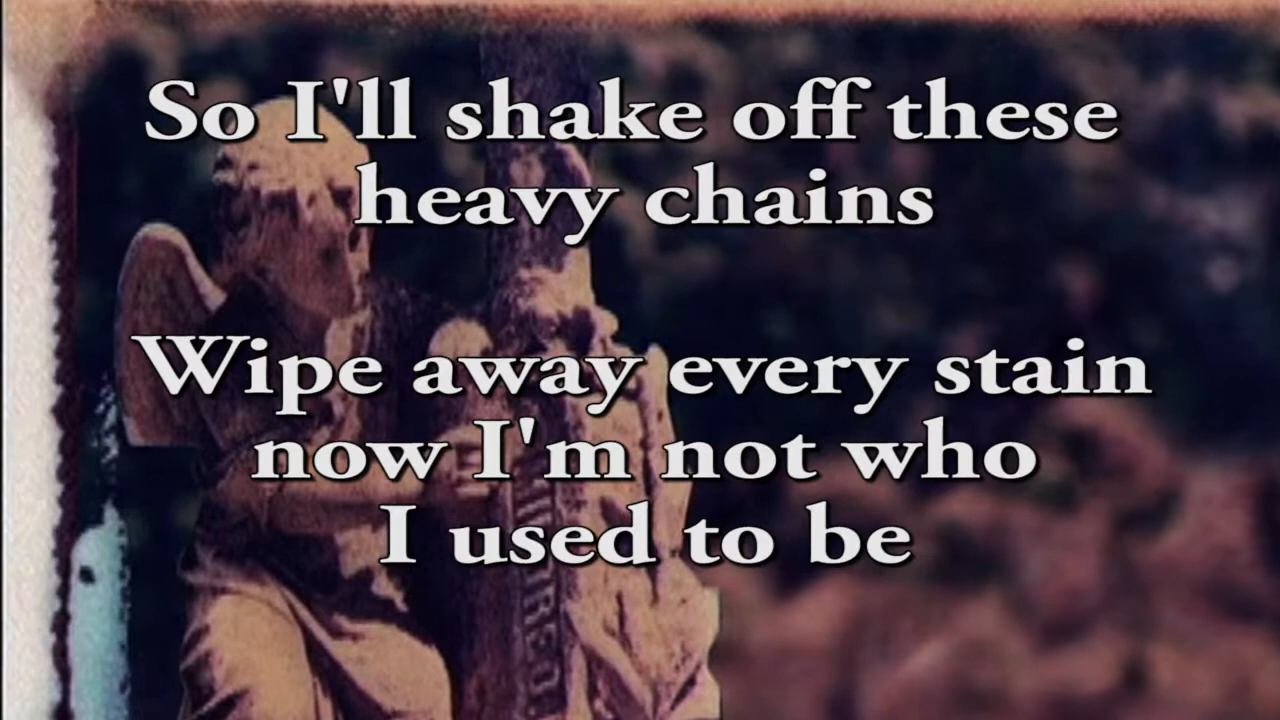 So I'll shake off these
heavy chains
Wipe away every stain
now I'm not who
I used to be